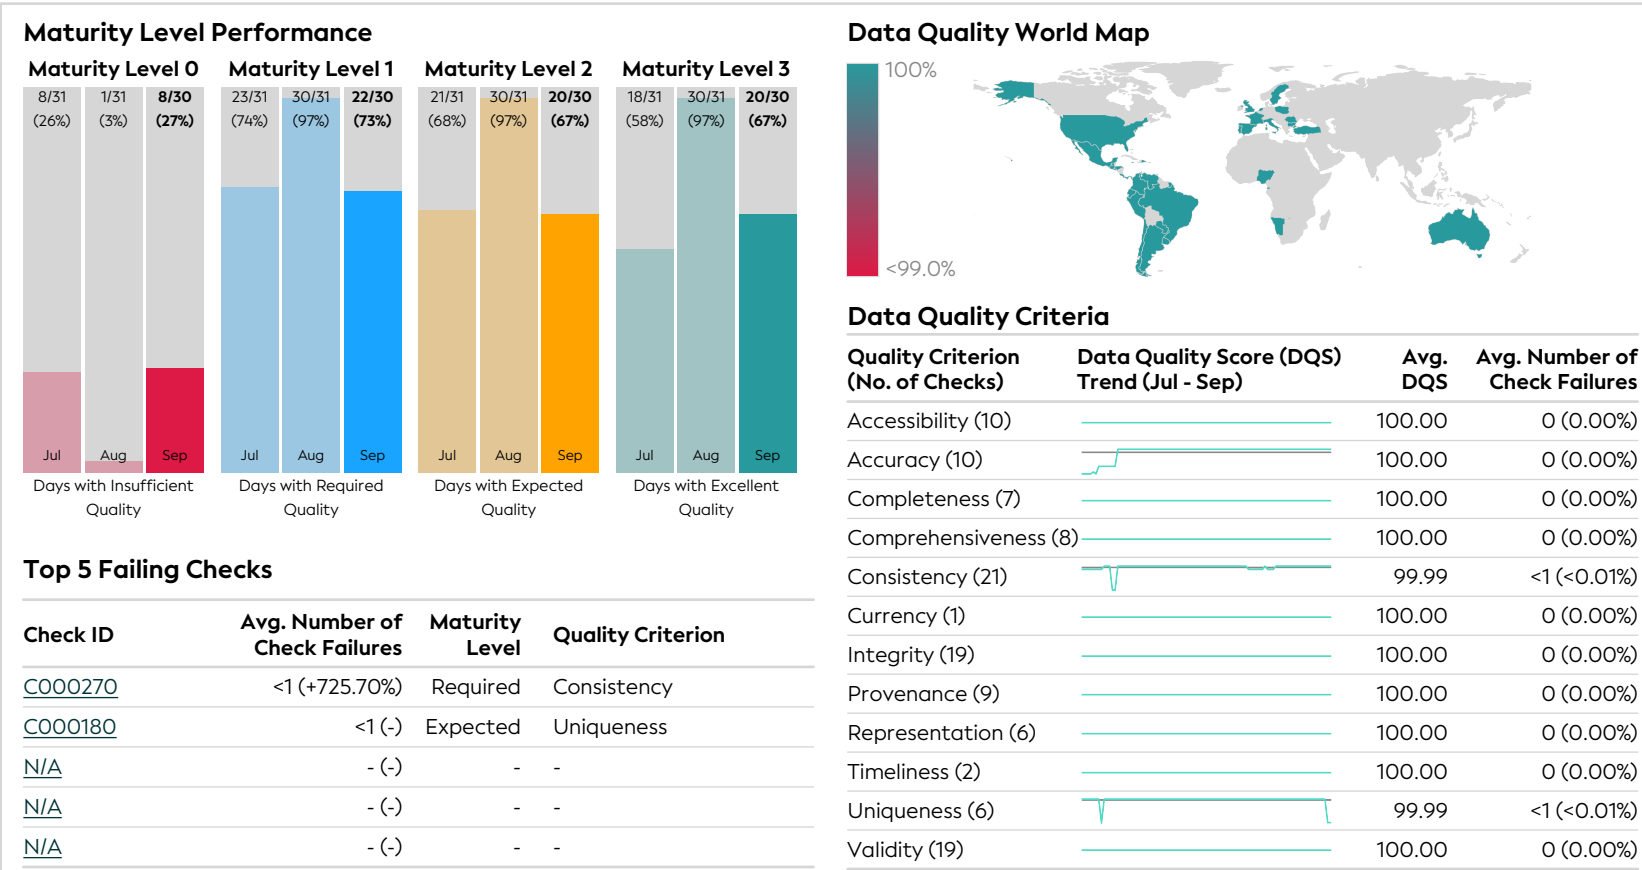 Maturity Level Performance
Maturity Level 0
Maturity Level 1
Maturity Level 2
Maturity Level 3
8/31 1/31 8/30
(26%) (3%) (27%)
23/31 30/31 22/30
(74%) (97%) (73%)
21/31 30/31 20/30
(68%) (97%) (67%)
18/31 30/31 20/30
(58%) (97%) (67%)
Jul Aug Sep
Jul Aug Sep
Jul Aug Sep
Jul Aug Sep
Days with Insufficient
Quality
Days with Required
Quality
Days with Expected
Quality
Days with Excellent
Quality
Top 5 Failing Checks
Check ID
Avg. Number of
Check Failures
Maturity
Level
Quality Criterion
C000270 <1 (+725.70%) Required Consistency
C000180 <1 (-) Expected Uniqueness
N/A - (-) - -
N/A - (-) - -
N/A - (-) - -
Data Quality World Map
100%
<99.0%
Data Quality Criteria
Quality Criterion
(No. of Checks)
Data Quality Score (DQS)
Trend (Jul - Sep)
Avg.
DQS
Avg. Number of
Check Failures
Accessibility (10) 100.00 0 (0.00%)
Accuracy (10) 100.00 0 (0.00%)
Completeness (7) 100.00 0 (0.00%)
Comprehensiveness (8) 100.00 0 (0.00%)
Consistency (21) 99.99 <1 (<0.01%)
Currency (1) 100.00 0 (0.00%)
Integrity (19) 100.00 0 (0.00%)
Provenance (9) 100.00 0 (0.00%)
Representation (6) 100.00 0 (0.00%)
Timeliness (2) 100.00 0 (0.00%)
Uniqueness (6) 99.99 <1 (<0.01%)
Validity (19) 100.00 0 (0.00%)